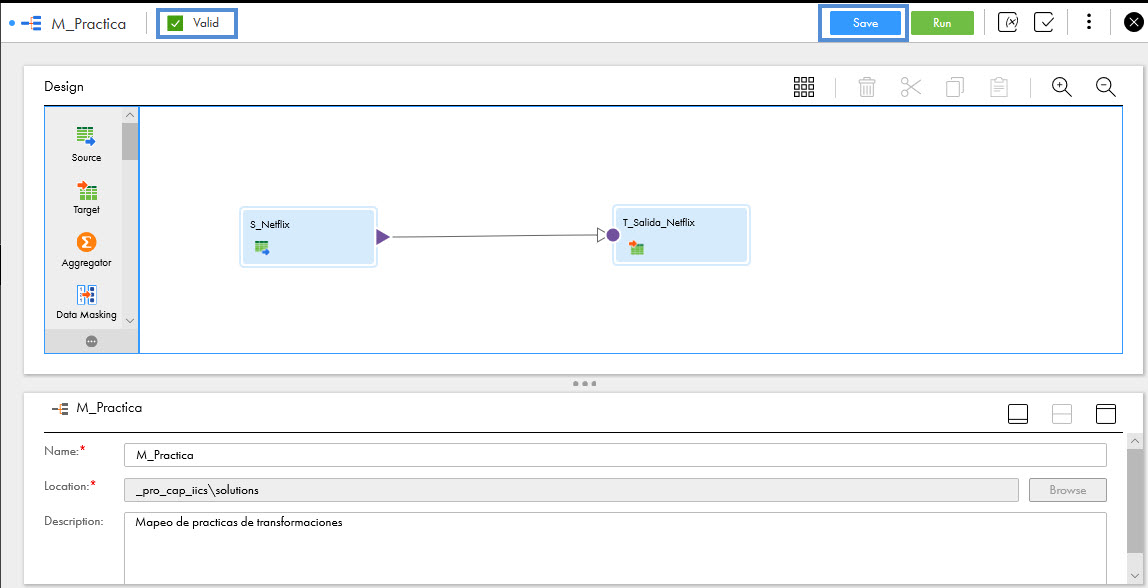 M_Practica
Valid
Save
Run
Design
Source
Target
Aggregator
Data Masking
S_Netflix
T_Salida_Netflix
M_Practica
Name:*
M_Practica
Location:*
_pro_cap_iics\solutions
Browse
Description:
Mapeo de practicas de transformaciones